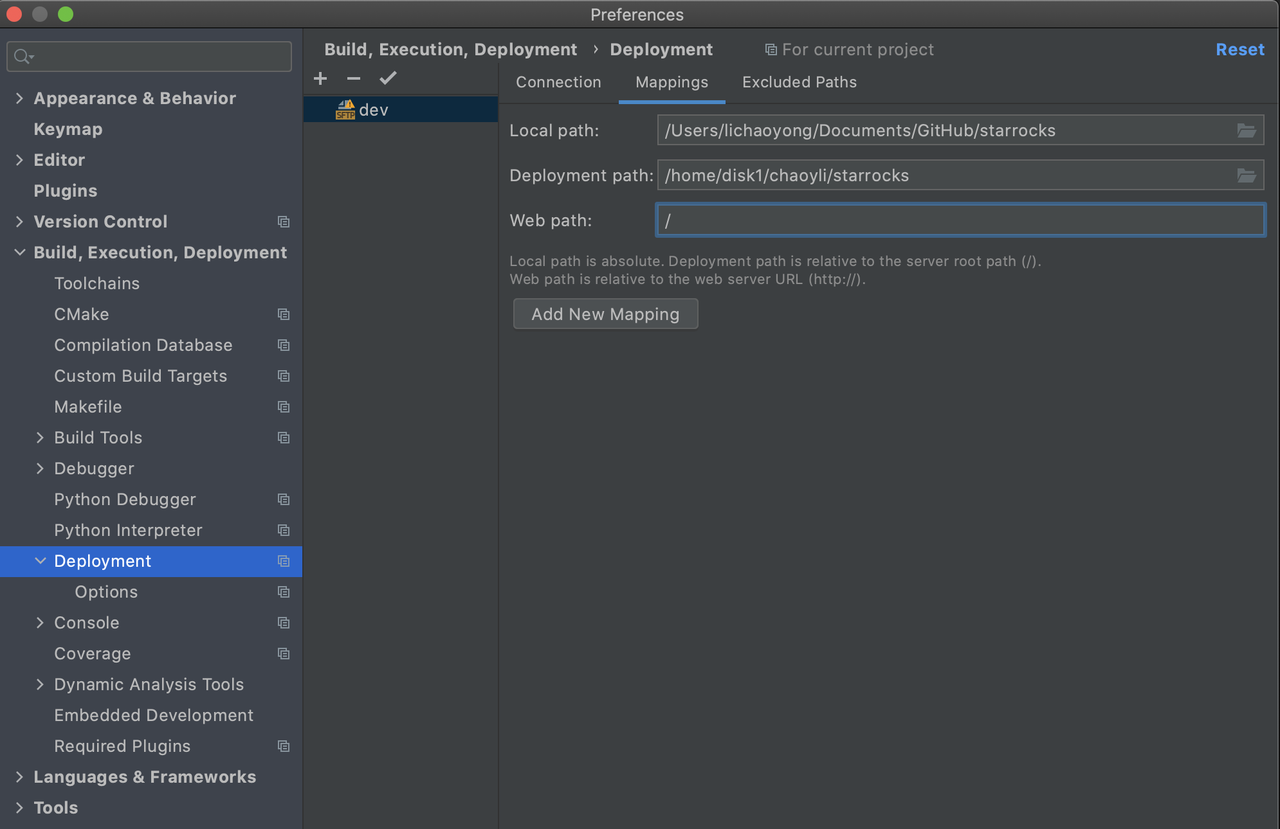 Preferences
Build, Execution, Deployment › Deployment For current project Reset
Appearance & Behavior
Keymap
Editor
Plugins
Version Control
Build, Execution, Deployment
Toolchains
CMake
Compilation Database
Custom Build Targets
Makefile
Build Tools
Debugger
Python Debugger
Python Interpreter
Deployment
Options
Console
Coverage
Dynamic Analysis Tools
Embedded Development
Required Plugins
Languages & Frameworks
Tools
SFTP dev
Connection Mappings Excluded Paths
Local path: /Users/lichaoyong/Documents/GitHub/starrocks
Deployment path: /home/disk1/chaoyli/starrocks
Web path: /
Local path is absolute. Deployment path is relative to the server root path (/).
Web path is relative to the web server URL (http://).
Add New Mapping